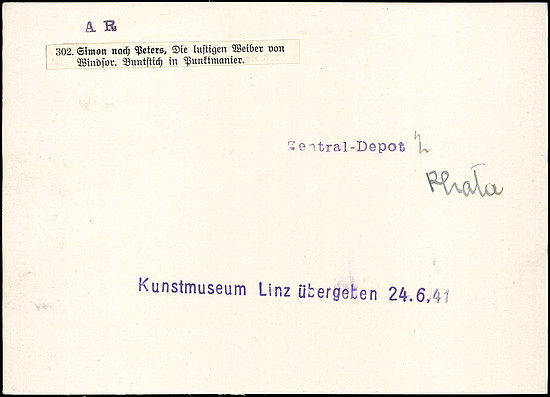 A R
302. Simon nach Peters, Die lustigen Weiber von
Windsor. Buntstich in Punktmanier.
Zentral-Depot
Kunstmuseum Linz übergeben 24.6.41